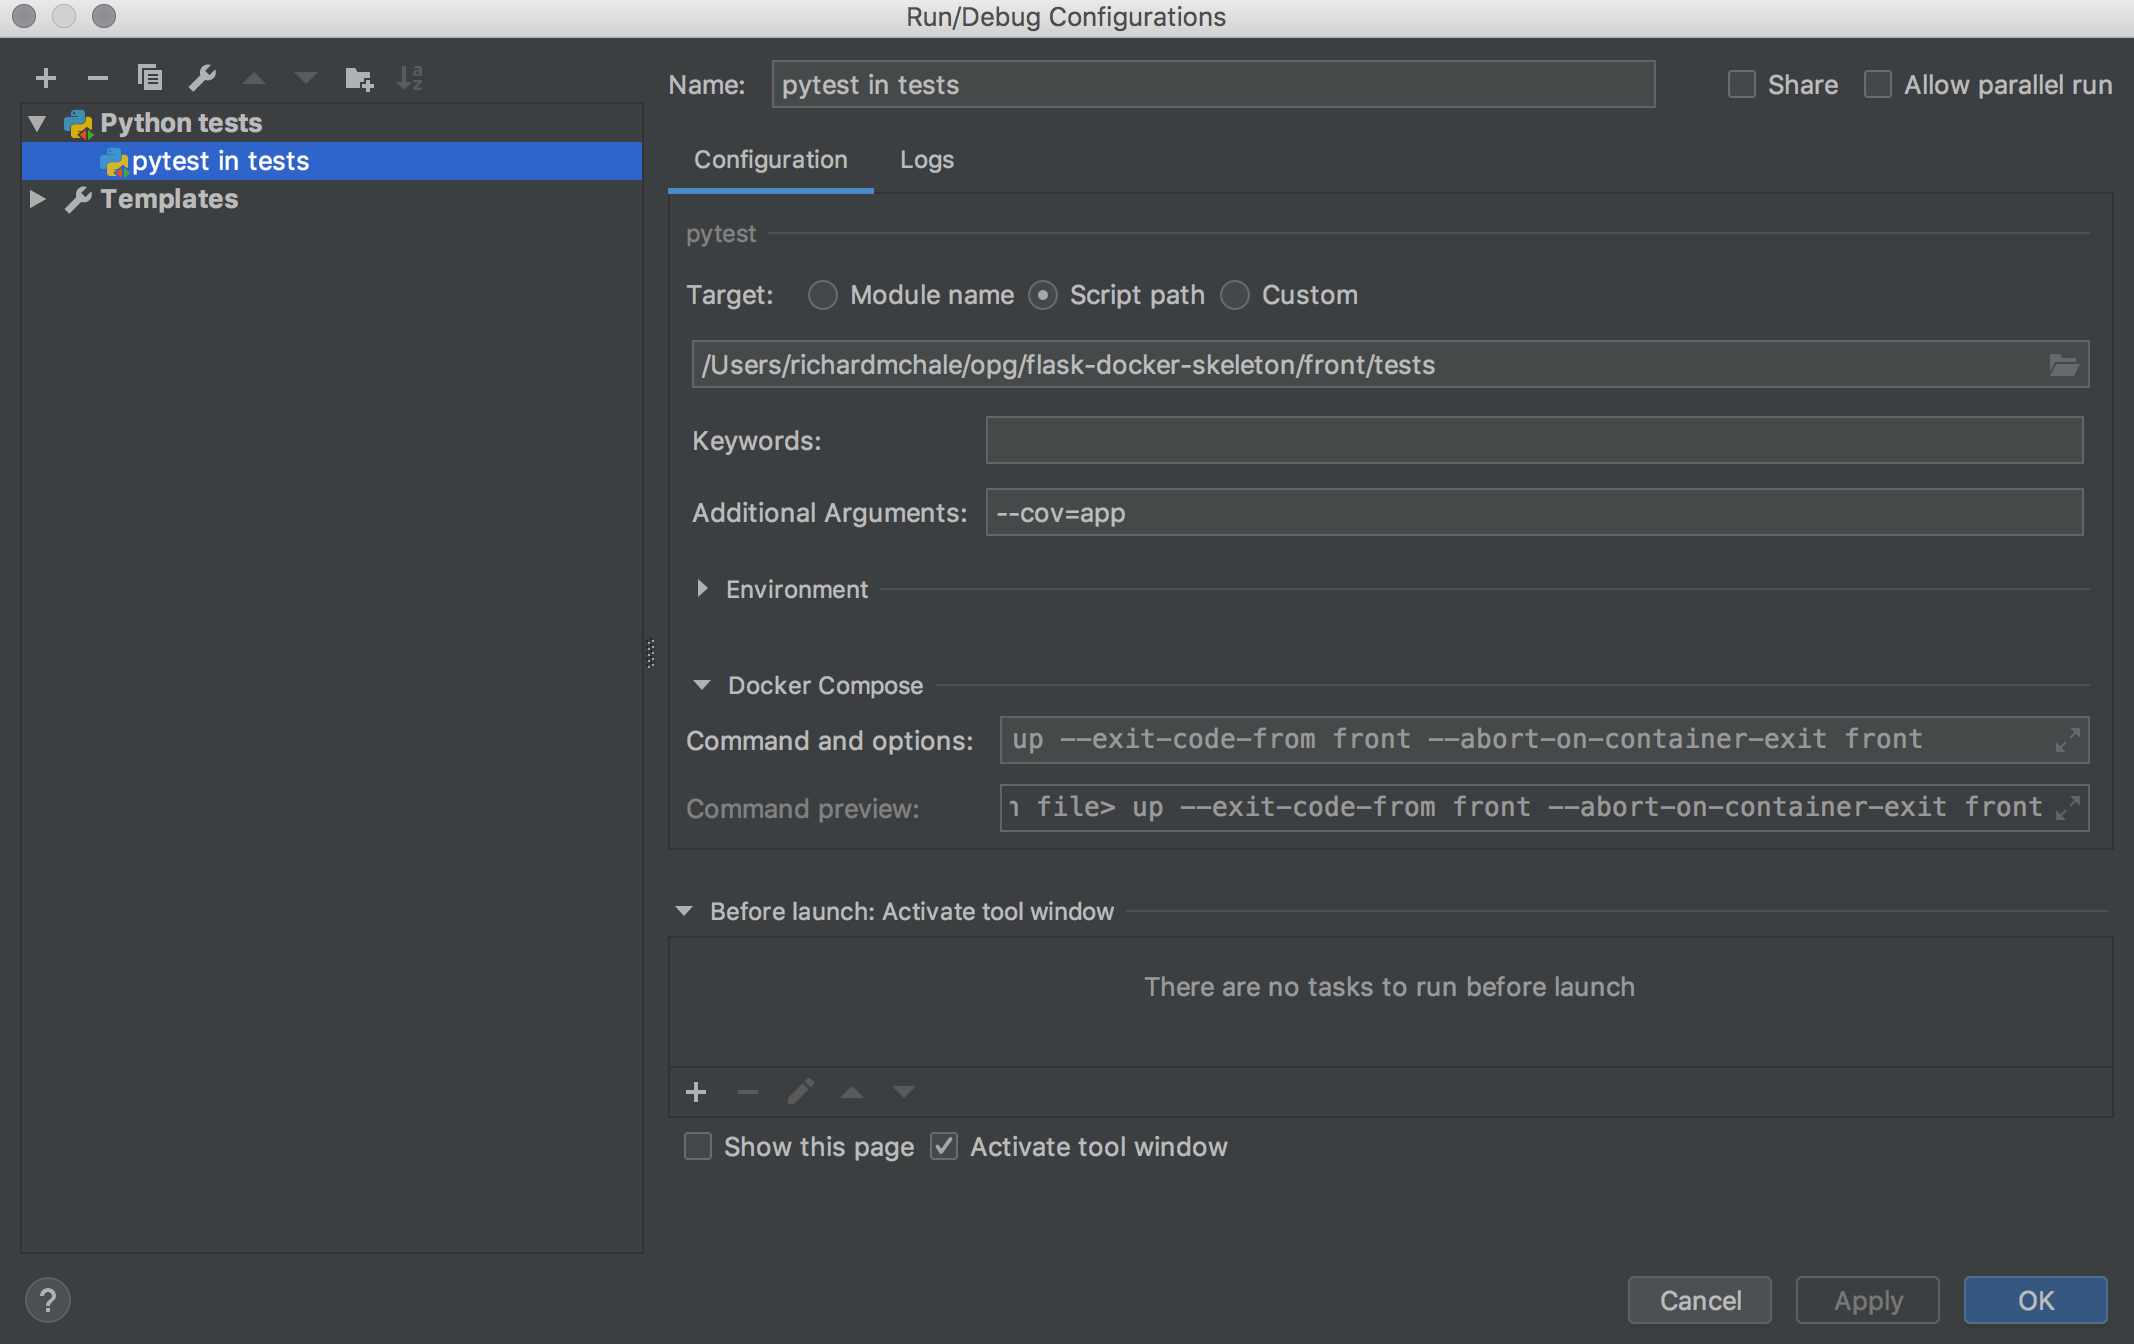 Run/Debug Configurations
Name: pytest in tests Share Allow parallel run
Python tests
pytest in tests
Templates
Configuration Logs
pytest
Target: Module name Script path Custom
/Users/richardmchale/opg/flask-docker-skeleton/front/tests
Keywords:
Additional Arguments: --cov=app
Environment
Docker Compose
Command and options: up --exit-code-from front --abort-on-container-exit front
Command preview: file> up --exit-code-from front --abort-on-container-exit front
Before launch: Activate tool window
There are no tasks to run before launch
Show this page Activate tool window
? Cancel Apply OK